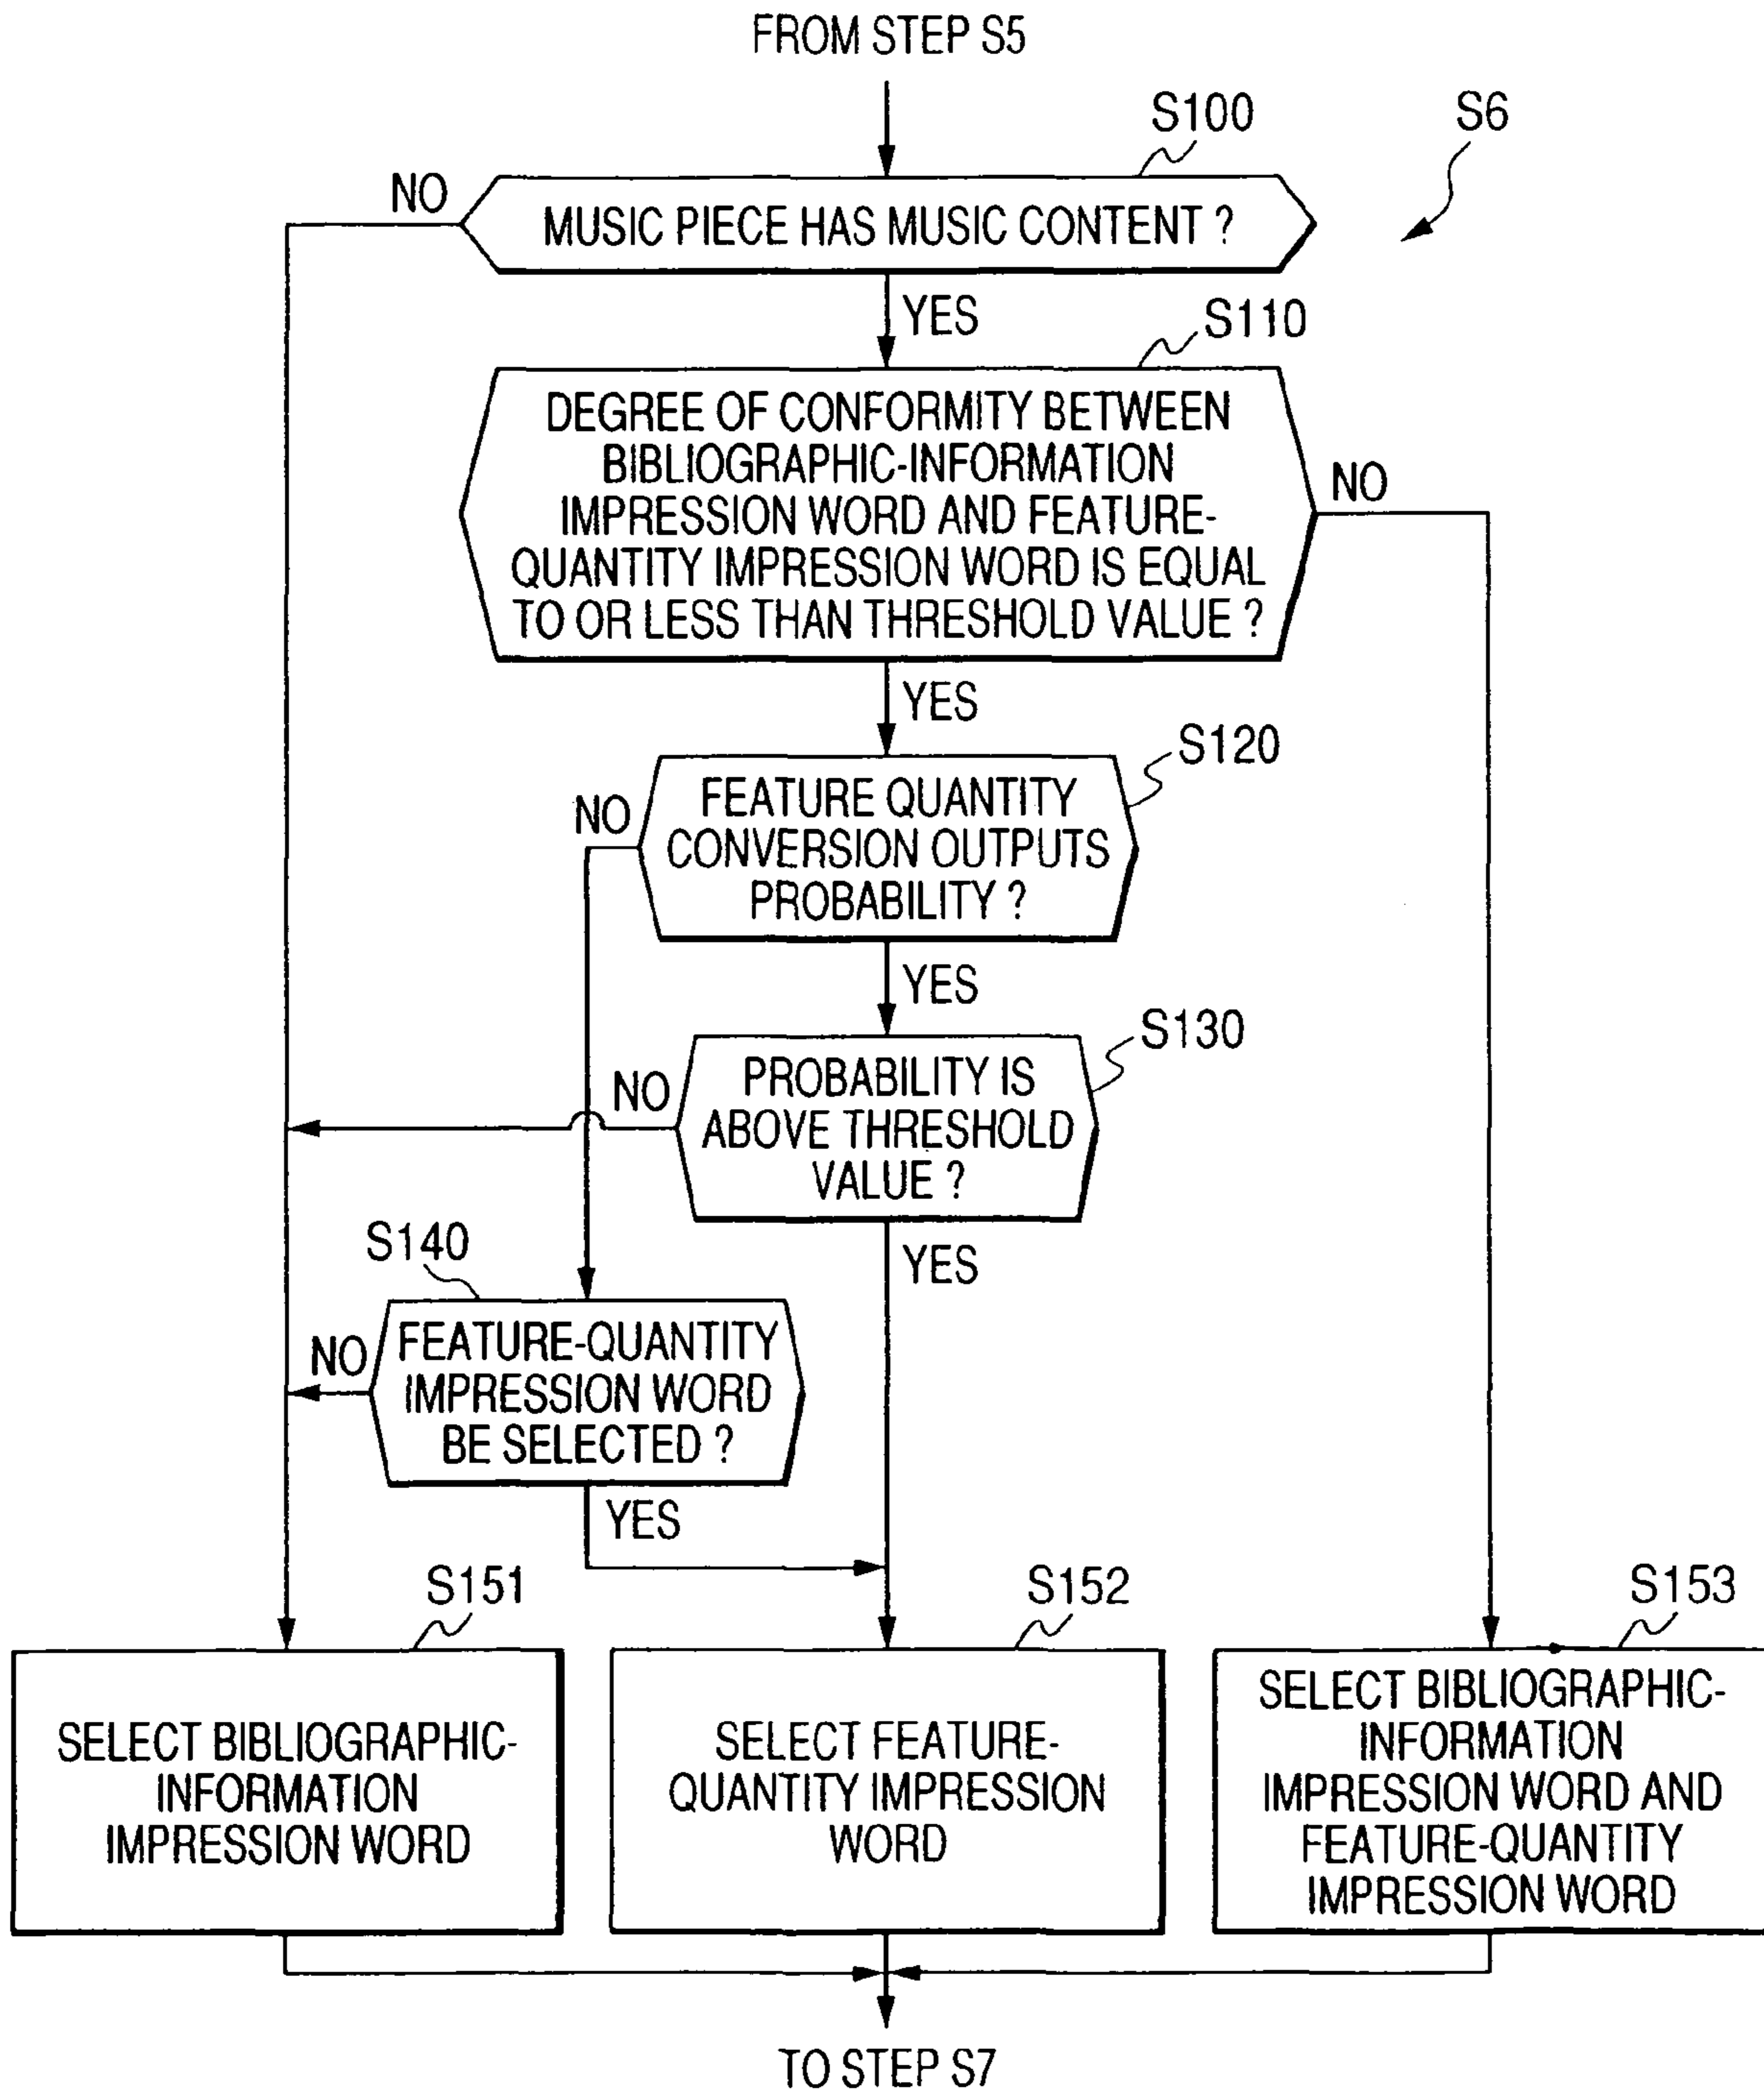 FROM STEP S5
S100
S6
NO
MUSIC PIECE HAS MUSIC CONTENT ?
YES
S110
DEGREE OF CONFORMITY BETWEEN
BIBLIOGRAPHIC-INFORMATION
IMPRESSION WORD AND FEATURE-
QUANTITY IMPRESSION WORD IS EQUAL
TO OR LESS THAN THRESHOLD VALUE ?
NO
YES
S120
NO
FEATURE QUANTITY
CONVERSION OUTPUTS
PROBABILITY ?
YES
S130
NO
PROBABILITY IS
ABOVE THRESHOLD
VALUE ?
S140
YES
NO
FEATURE-QUANTITY
IMPRESSION WORD
BE SELECTED ?
YES
S151
S152
S153
SELECT BIBLIOGRAPHIC-
INFORMATION
IMPRESSION WORD
SELECT FEATURE-
QUANTITY IMPRESSION
WORD
SELECT BIBLIOGRAPHIC-
INFORMATION
IMPRESSION WORD AND
FEATURE-QUANTITY
IMPRESSION WORD
TO STEP S7